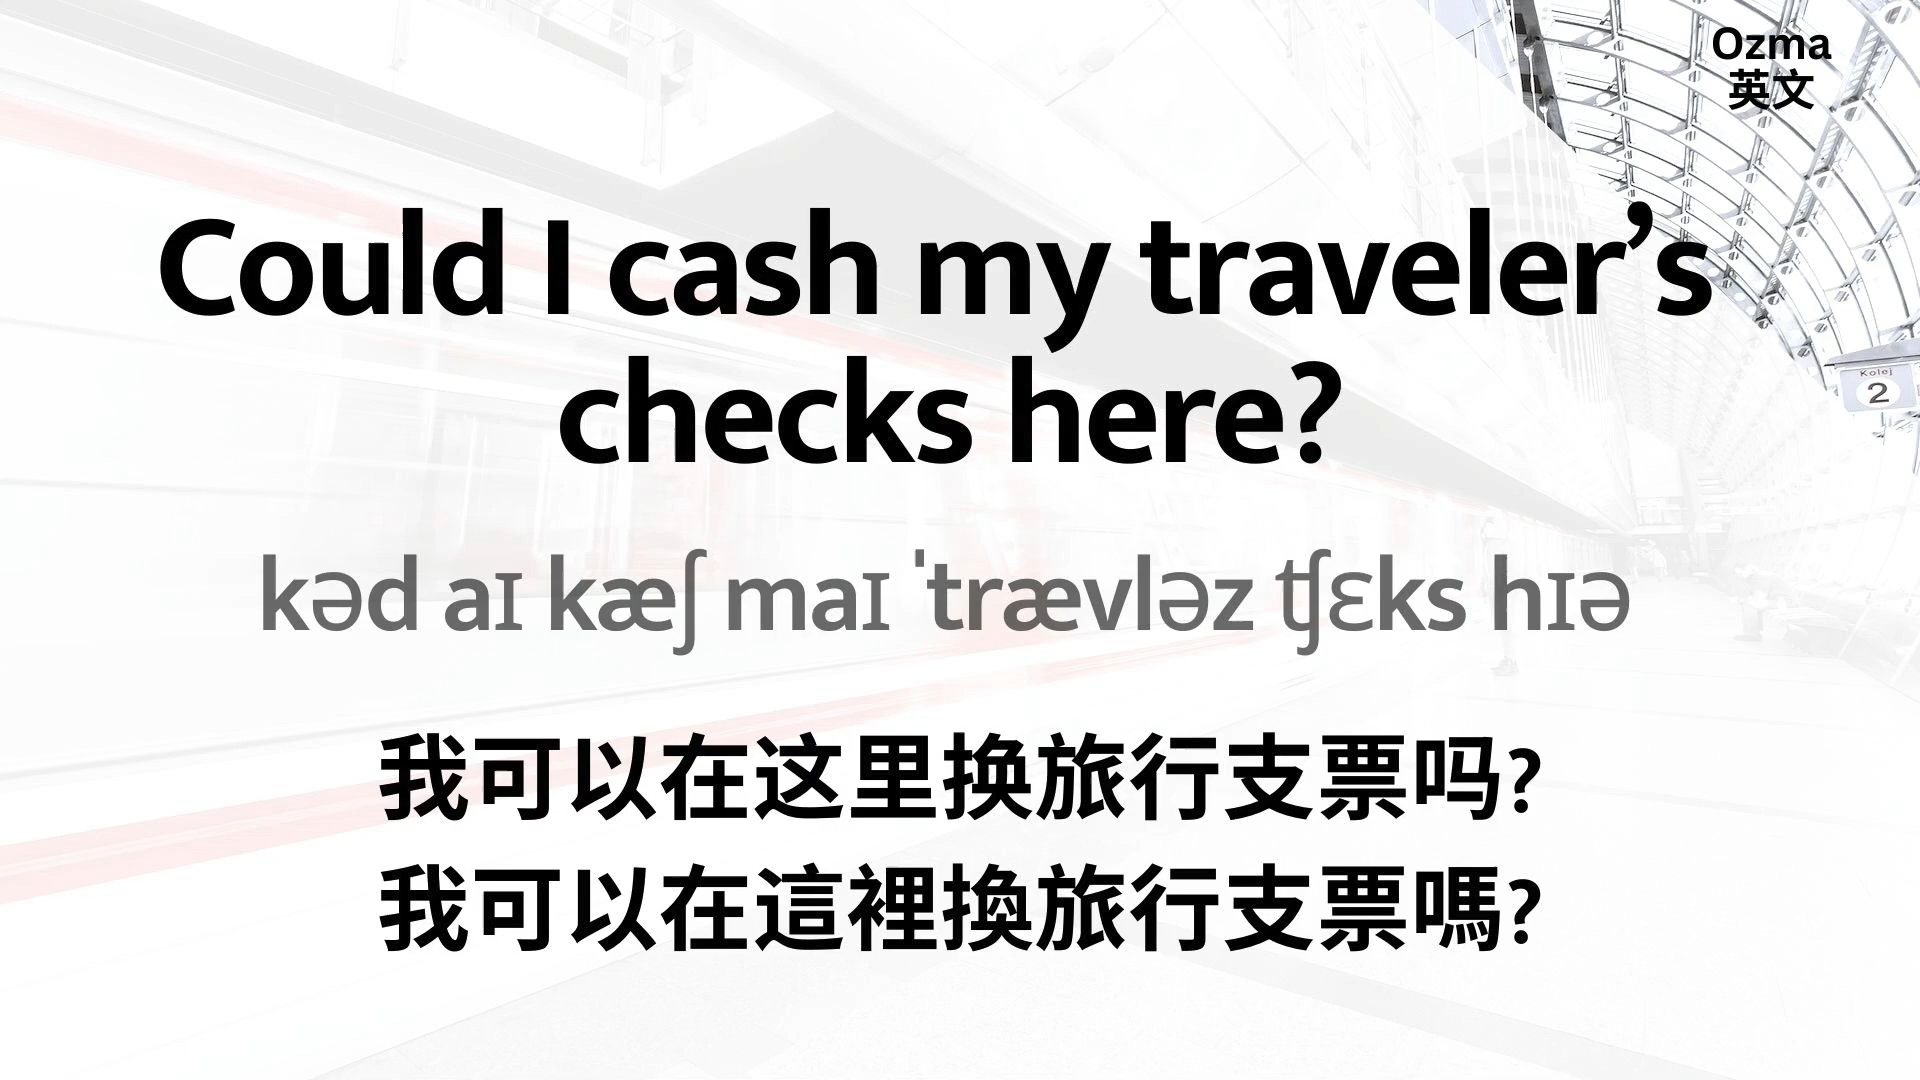 Ozma
英文
Could I cash my traveler’s
checks here?
kəd aɪ kæʃ maɪ ˈtrævləz ʧɛks hɪə
我可以在这里换旅行支票吗?
我可以在這裡換旅行支票嗎?
Kolej
2